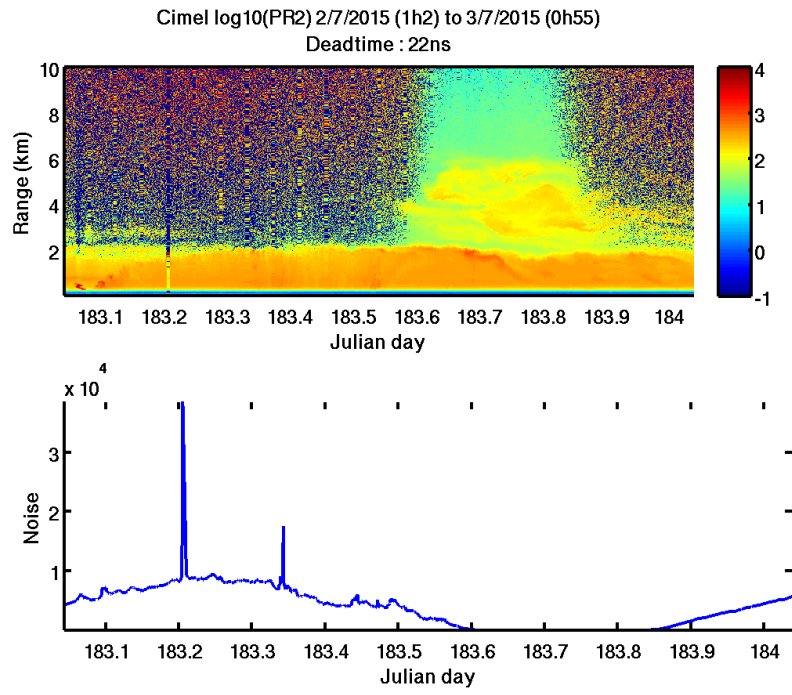 Cimel log10(PR2) 2/7/2015 (1h2) to 3/7/2015 (0h55)
Deadtime : 22ns
10
8
6
4
2
Range (km)
4
3
2
1
0
-1
183.1 183.2 183.3 183.4 183.5 183.6 183.7 183.8 183.9 184
Julian day
x 10
4
3
2
1
Noise
183.1 183.2 183.3 183.4 183.5 183.6 183.7 183.8 183.9 184
Julian day